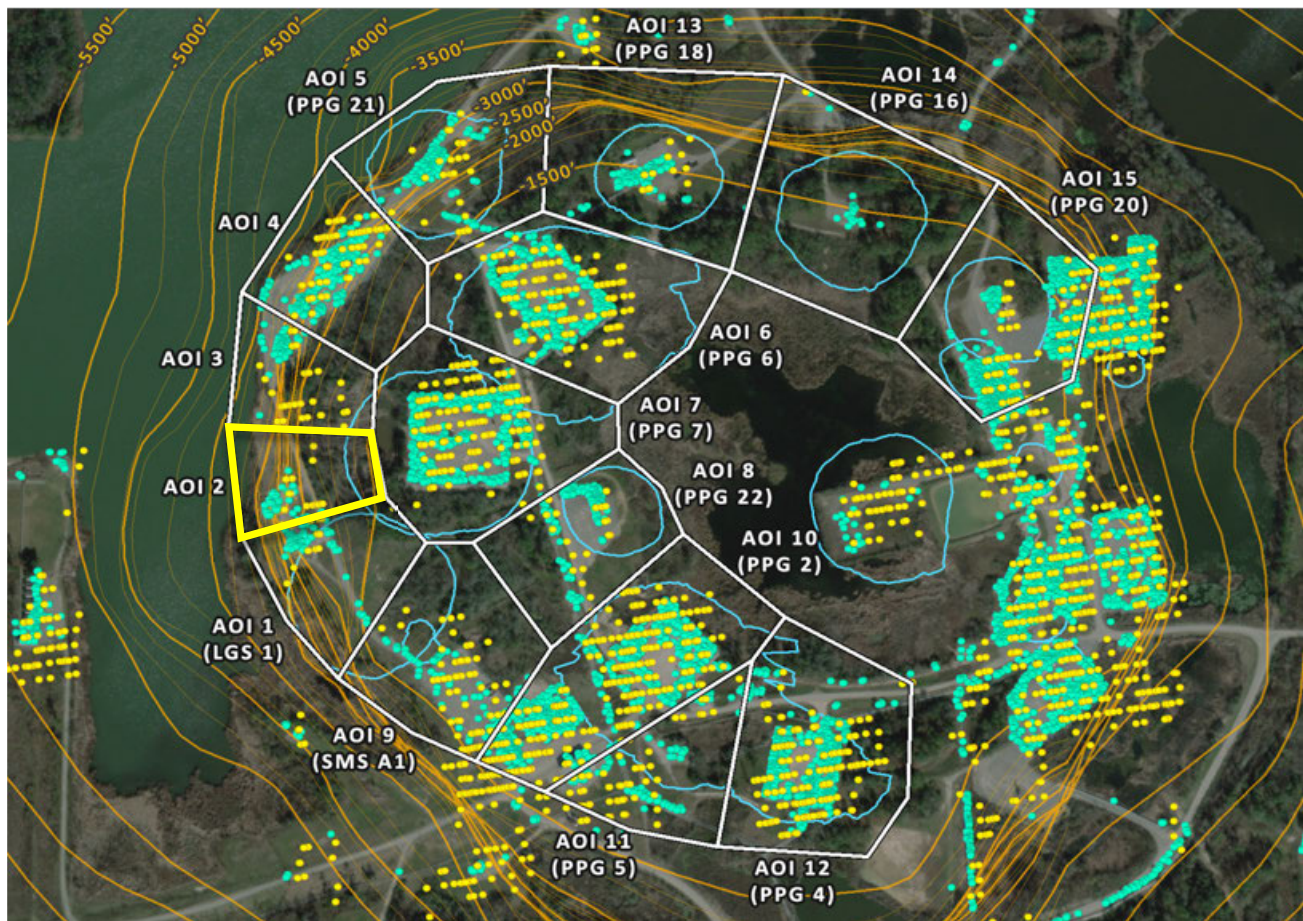 -5500'
-5000'
-4500'
-4000'
-3500'
-3000'
-2500'
-2000'
-1500'
AOI 13
(PPG 18)
AOI 14
(PPG 16)
AOI 5
(PPG 21)
AOI 15
(PPG 20)
AOI 4
AOI 3
AOI 6
(PPG 6)
AOI 7
(PPG 7)
AOI 2
AOI 8
(PPG 22)
AOI 10
(PPG 2)
AOI 1
(LGS 1)
AOI 9
(SMS A1)
AOI 11
(PPG 5)
AOI 12
(PPG 4)